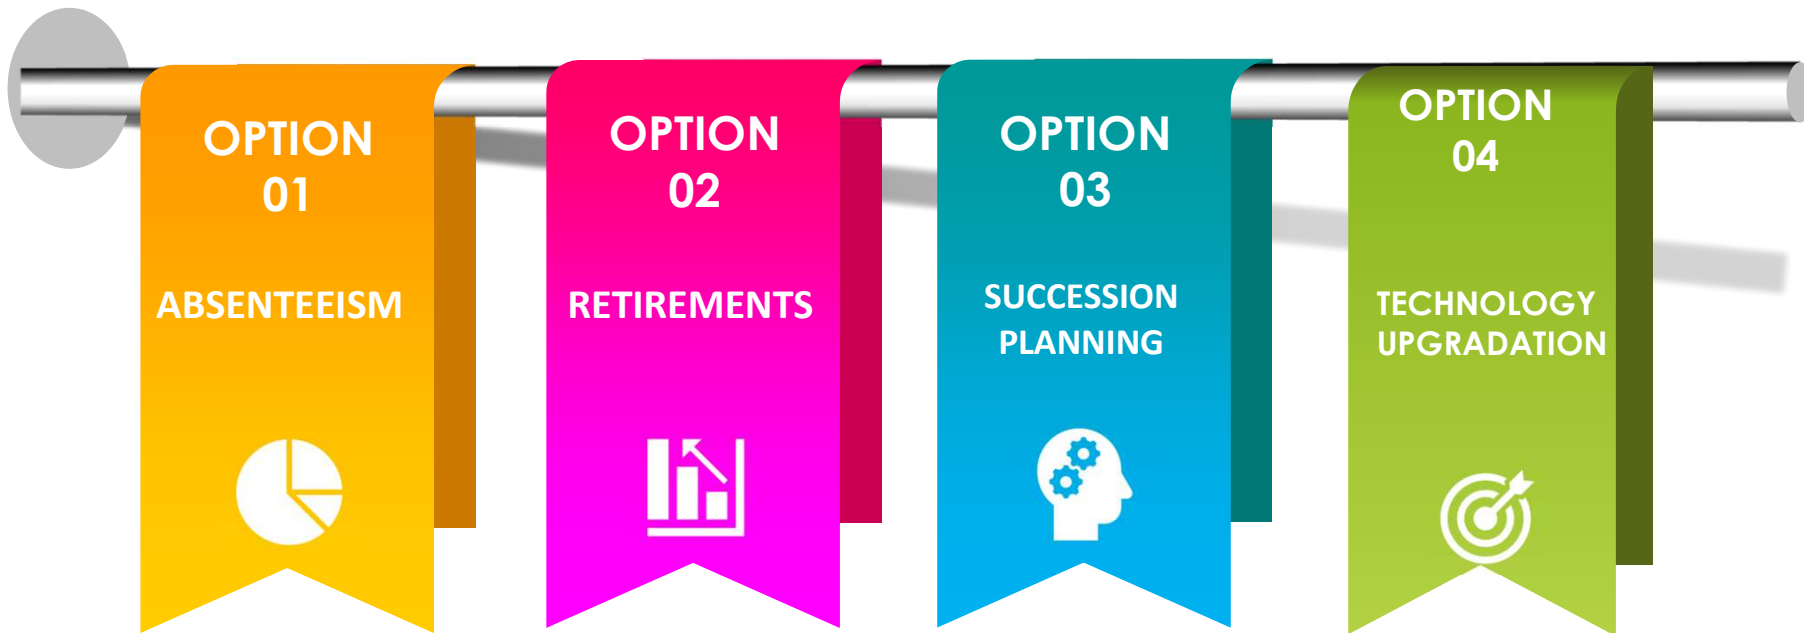 OPTION
01
ABSENTEEISM
OPTION
02
RETIREMENTS
OPTION
03
SUCCESSION
PLANNING
OPTION
04
TECHNOLOGY
UPGRADATION